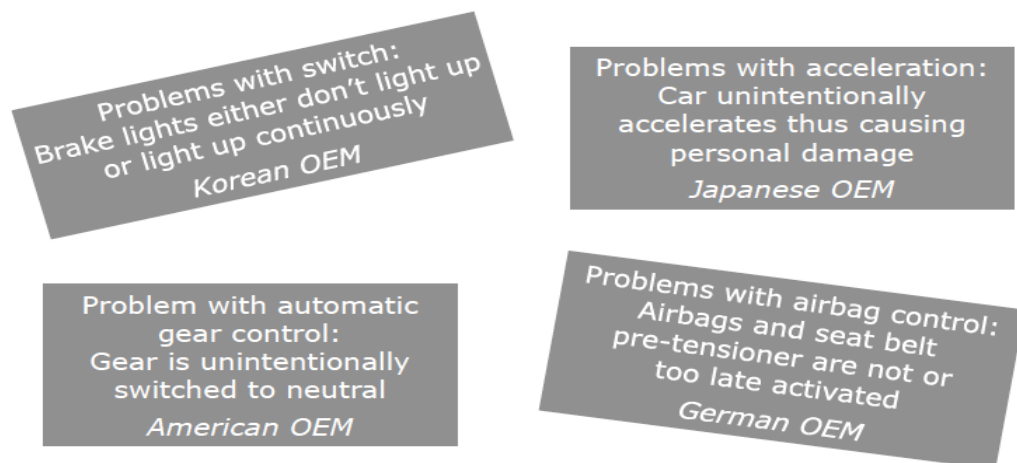 Problems with switch:
Brake lights either don't light up
or light up continuously
Korean OEM
Problems with acceleration:
Car unintentionally
accelerates thus causing
personal damage
Japanese OEM
Problem with automatic
gear control:
Gear is unintentionally
switched to neutral
American OEM
Problems with airbag control:
Airbags and seat belt
pre-tensioner are not or
too late activated
German OEM